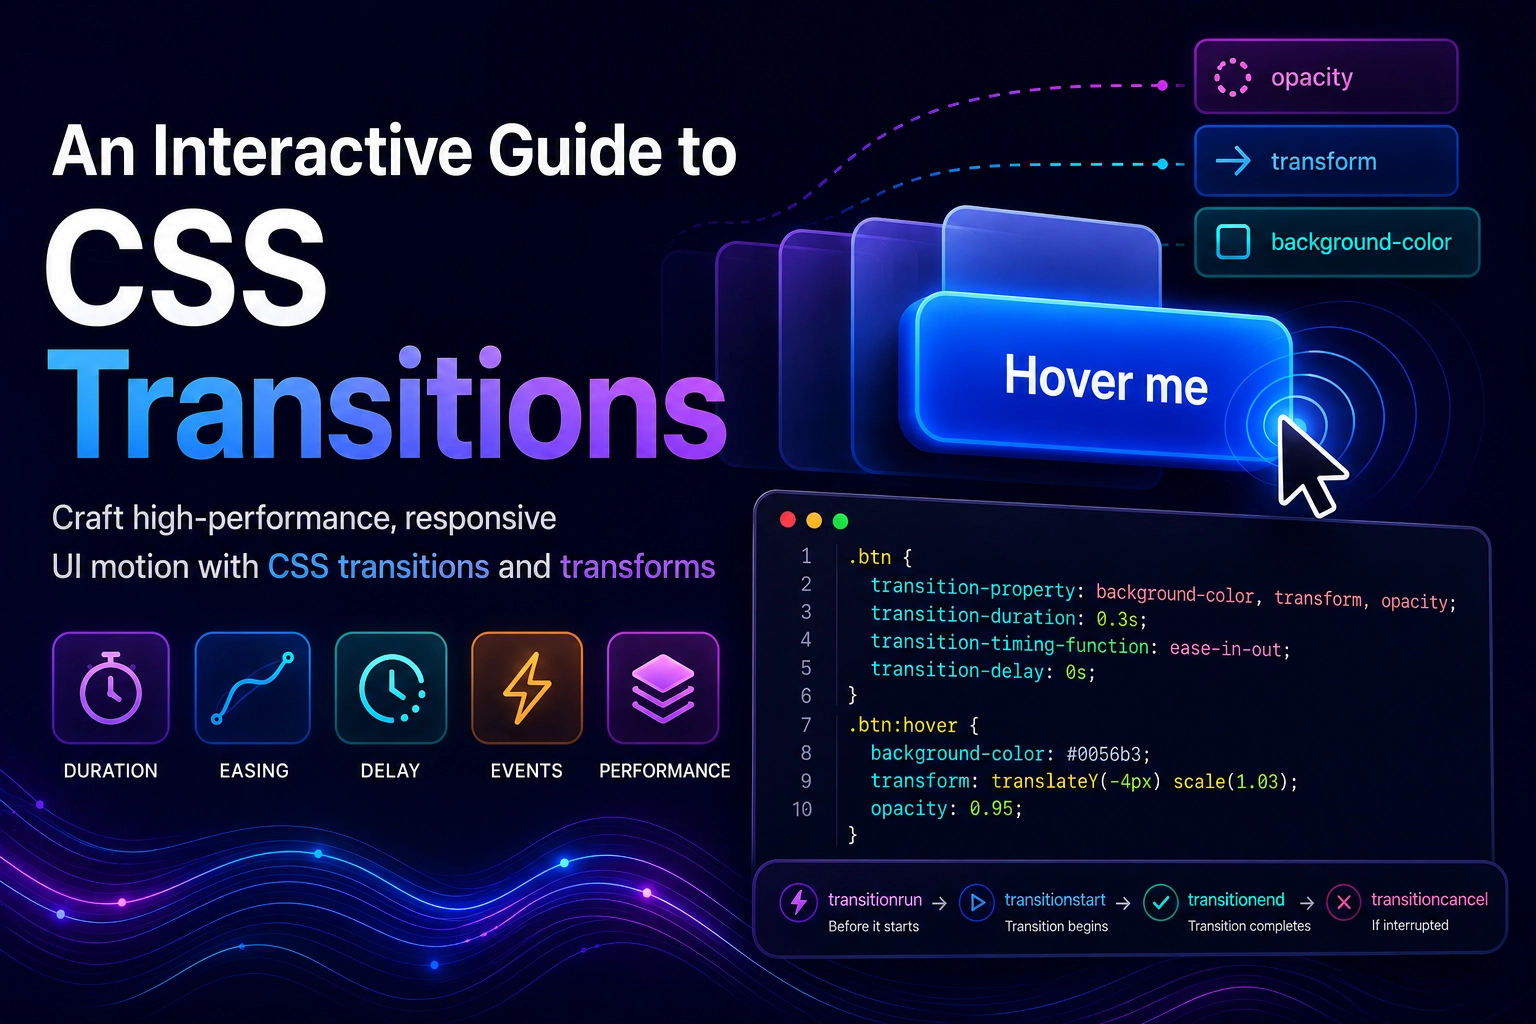 An Interactive Guide to
CSS
Transitions
Craft high-performance, responsive
UI motion with CSS transitions and transforms
DURATION
EASING
DELAY
EVENTS
PERFORMANCE
opacity
transform
background-color
Hover me
1 .btn {
2 transition-property: background-color, transform, opacity;
3 transition-duration: 0.3s;
4 transition-timing-function: ease-in-out;
5 transition-delay: 0s;
6 }
7 .btn:hover {
8 background-color: #0056b3;
9 transform: translateY(-4px) scale(1.03);
10 opacity: 0.95;
}
transitionrun → transitionstart → transitionend → transitioncancel
Before it starts Transition begins Transition completes If interrupted